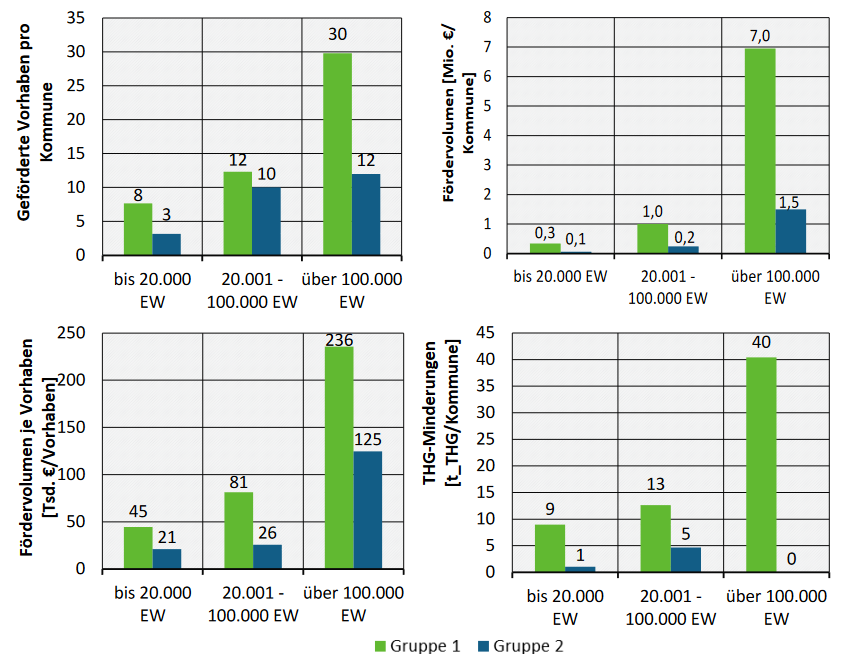 Geförderte Vorhaben pro
Kommune
35
30
25
20
15
10
5
0
8
3
12
10
30
12
bis 20.000
EW
20.001 -
100.000 EW
über 100.000
EW
Fördervolumen [Mio. €/
Kommune]
8
7
6
5
4
3
2
1
0
0,3
0,1
1,0
0,2
7,0
1,5
bis 20.000 EW
20.001 -
100.000 EW
über 100.000
EW
Fördervolumen je Vorhaben
[Tsd. €/Vorhaben]
250
200
150
100
50
0
45
21
81
26
236
125
bis 20.000
EW
20.001 -
100.000 EW
über 100.000
EW
THG-Minderungen
[t_THG/Kommune]
45
40
35
30
25
20
15
10
5
0
9
1
13
5
40
0
bis 20.000
EW
20.001 -
100.000 EW
über 100.000
EW
Gruppe 1
Gruppe 2